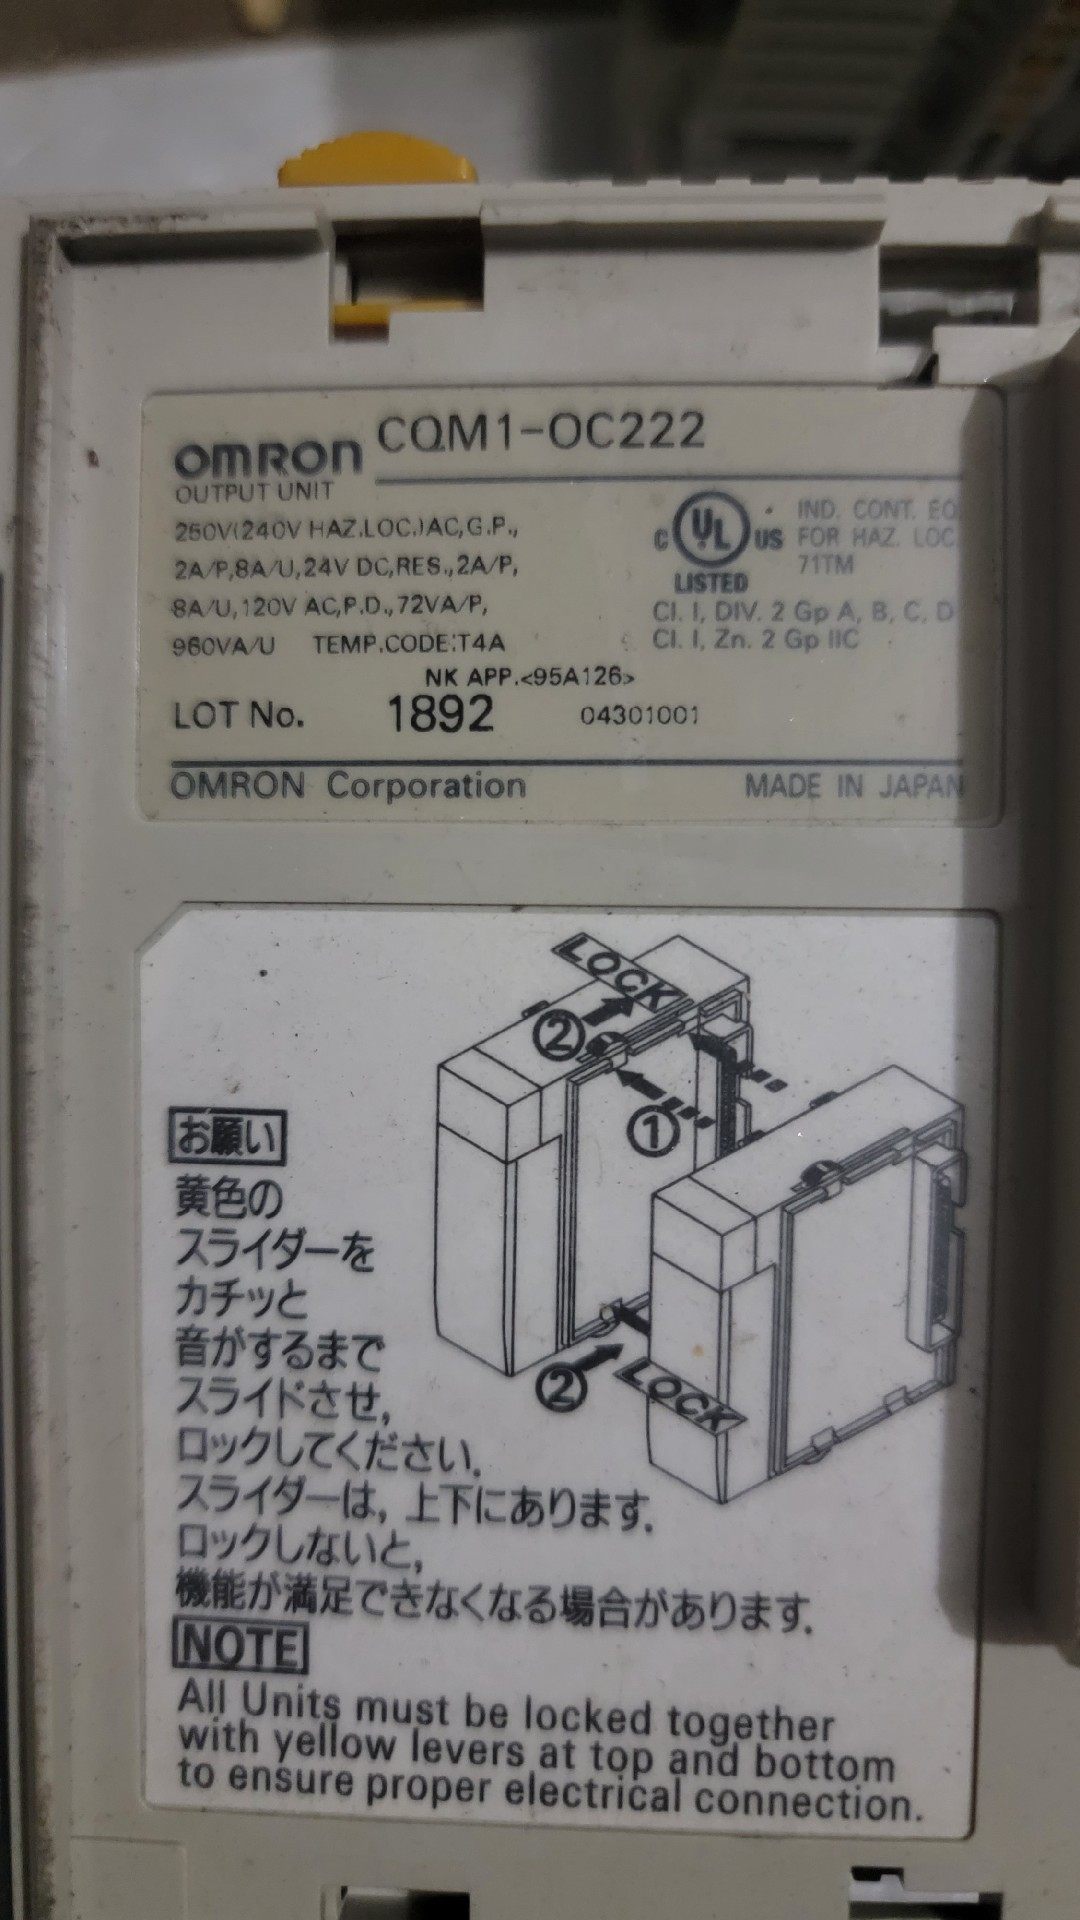 OMRON CQM1-OC222
OUTPUT UNIT
250V(240V HAZ.LOC.)AC,G.P.,
2A/P,8A/U,24V DC,RES.,2A/P,
8A/U,120V AC,P.D.,72VA/P,
960VA/U TEMP.CODE:T4A
C UL US
LISTED
IND. CONT. EQ
FOR HAZ. LOC.
71TM
Cl. I, DIV. 2 Gp A, B, C, D
Cl. I, Zn. 2 Gp IIC
NK APP.<95A126>
LOT No. 1892 04301001
OMRON Corporation MADE IN JAPAN
LOCK
②
①
②
LOCK
お願い
黄色の
スライダーを
カチッと
音がするまで
スライドさせ,
ロックしてください.
スライダーは, 上下にあります.
ロックしないと,
機能が満足できなくなる場合があります.
NOTE
All Units must be locked together
with yellow levers at top and bottom
to ensure proper electrical connection.